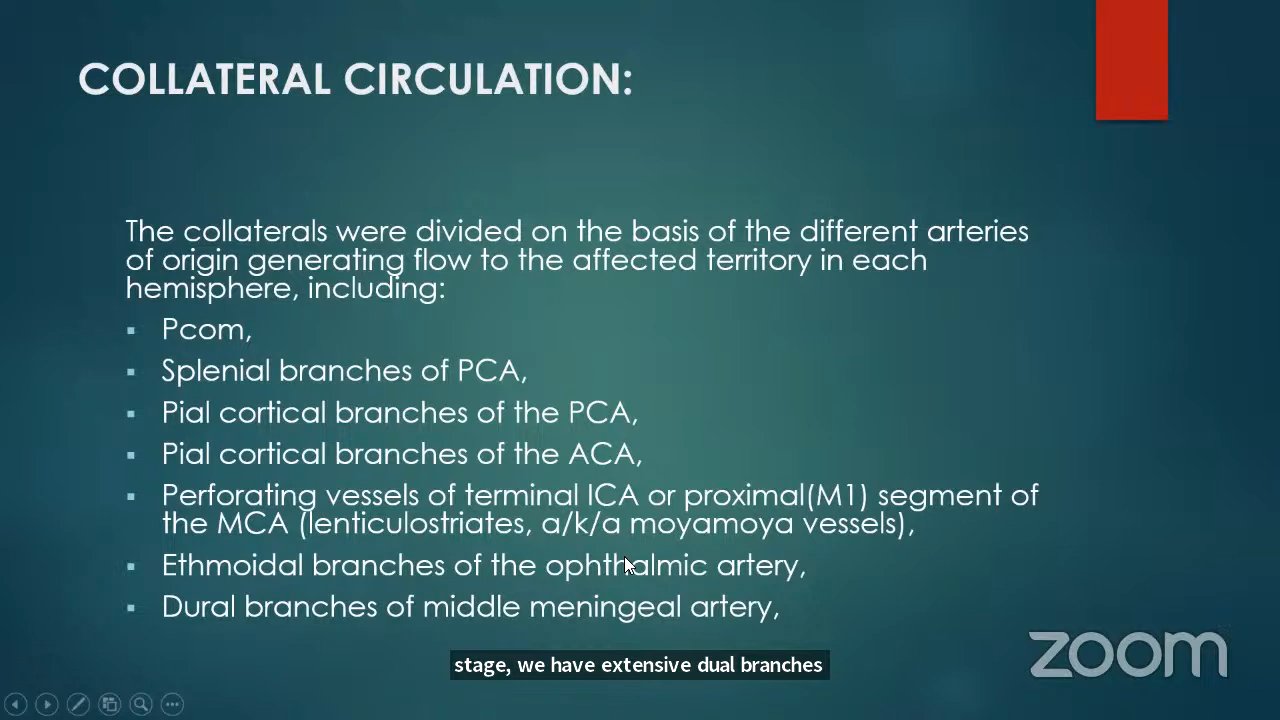 COLLATERAL CIRCULATION:
The collaterals were divided on the basis of the different arteries
of origin generating flow to the affected territory in each
hemisphere, including:
▪ Pcom,
▪ Splenial branches of PCA,
▪ Pial cortical branches of the PCA,
▪ Pial cortical branches of the ACA,
▪ Perforating vessels of terminal ICA or proximal(M1) segment of
the MCA (lenticulostriates, a/k/a moyamoya vessels),
▪ Ethmoidal branches of the ophthalmic artery,
▪ Dural branches of middle meningeal artery,
zoom
stage, we have extensive dual branches